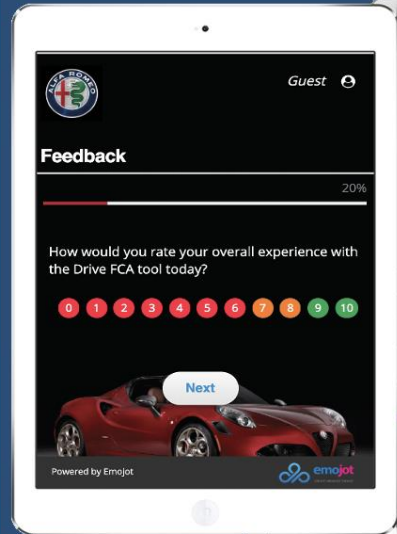 ALFA ROMEO
Guest
Feedback
20%
How would you rate your overall experience with
the Drive FCA tool today?
0 1 2 3 4 5 6 7 8 9 10
Next
Powered by Emojot
emojot